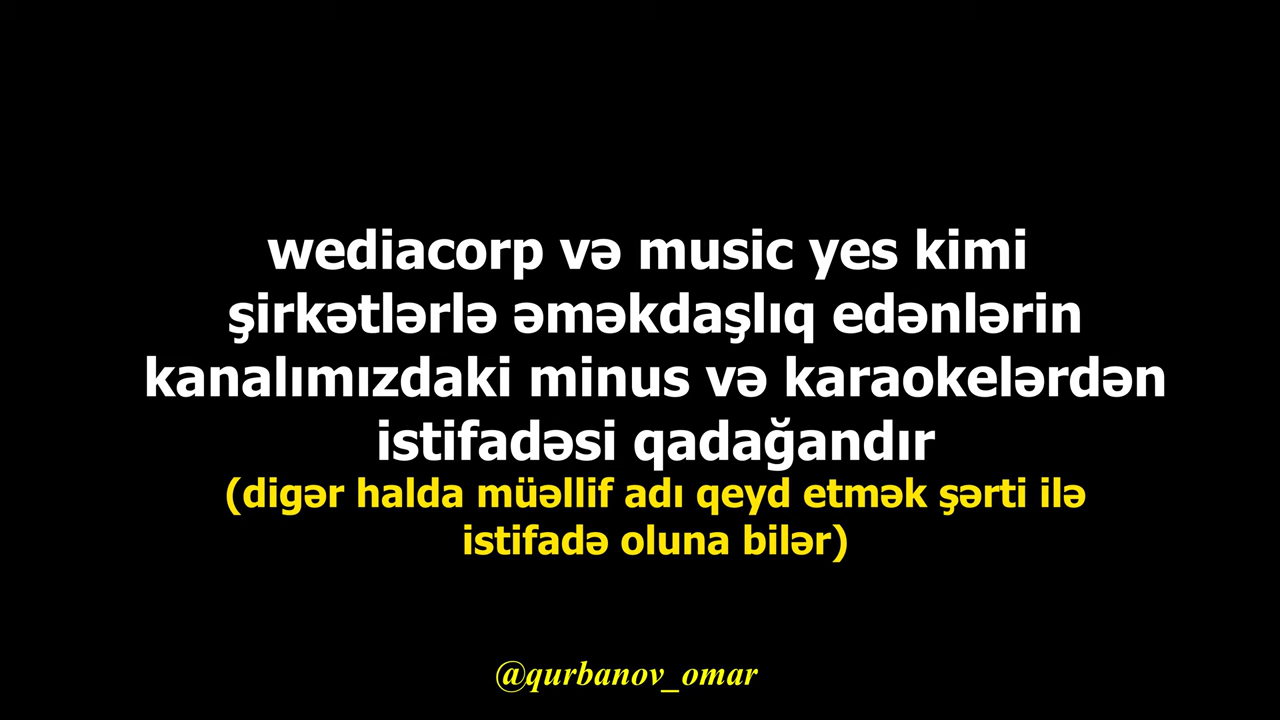 wediacorp və music yes kimi
şirkətlərlə əməkdaşlıq edənlərin
kanalımızdaki minus və karaokelərdən
istifadəsi qadağandır
(digər halda müəllif adı qeyd etmək şərti ilə
istifadə oluna bilər)
@qurbanov_omar